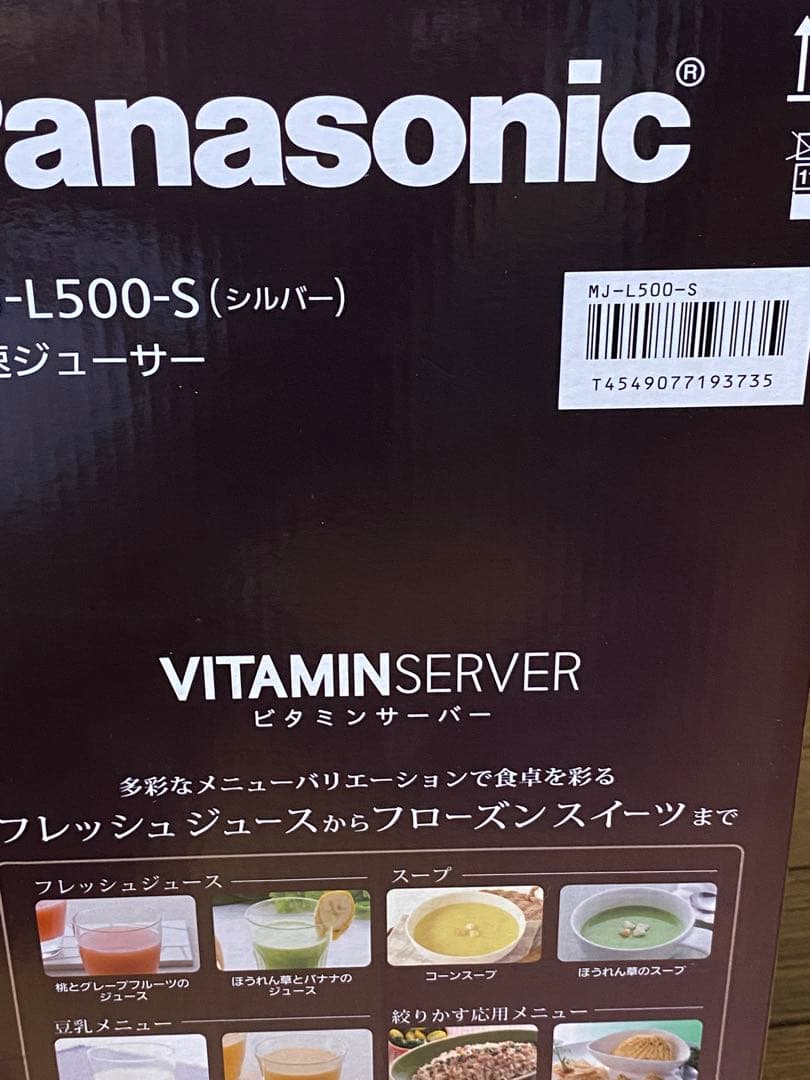 Panasonic®
-L500-S(シルバー)
速ジューサー
MJ-L500-S
T4549077193735
VITAMINSERVER
ビタミンサーバー
多彩なメニューバリエーションで食卓を彩る
フレッシュジュースからフローズンスイーツまで
フレッシュジュース
スープ
桃とグレープフルーツの
ジュース
ほうれん草とバナナの
ジュース
コーンスープ
ほうれん草のスープ
豆乳メニュー
絞りかす応用メニュー